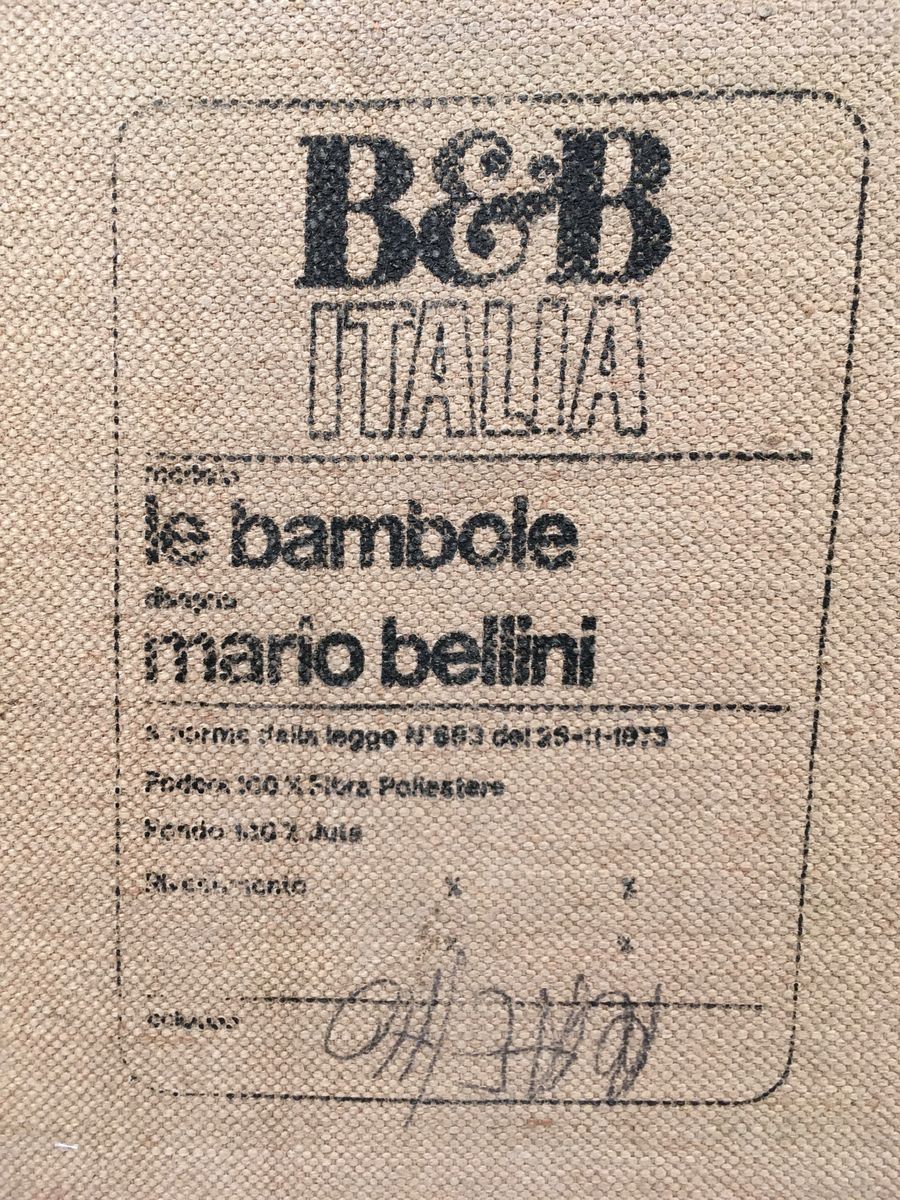 B&B
ITALIA
modello
le bambole
disegno
mario bellini
A norma della legge N°883 del 26-11-1973
Fodera 100% Fibra Poliestere
Fondo 100% Juta
Rivestimento % %
% %